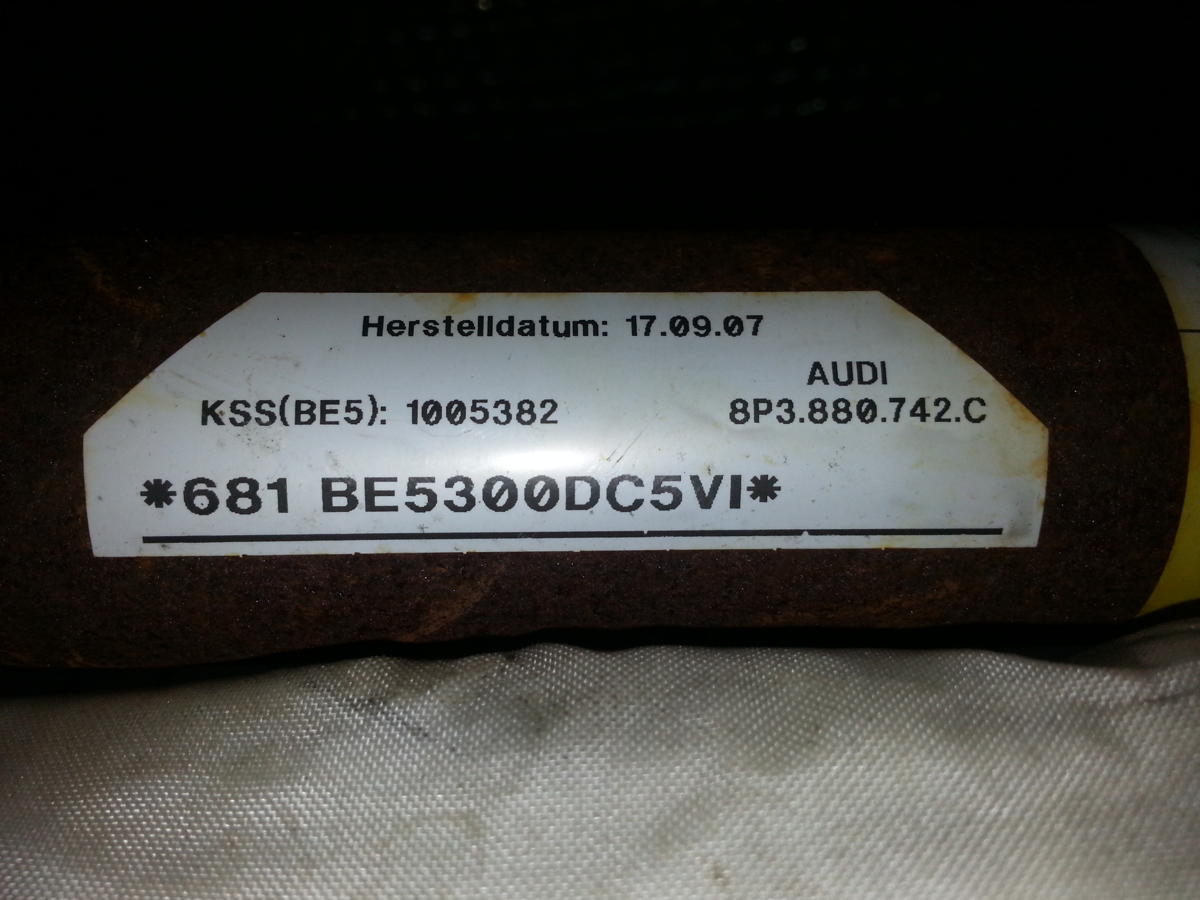 Herstelldatum: 17.09.07
AUDI
KSS(BE5): 1005382 8P3.880.742.C
*681 BE5300DC5VI*